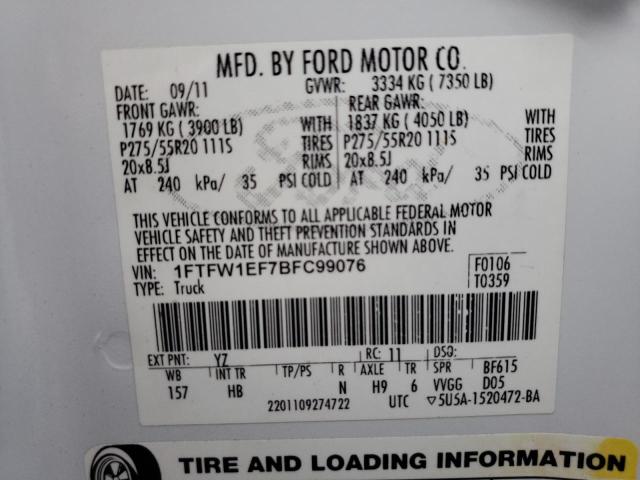 MFD. BY FORD MOTOR CO.
DATE: 09/11 GVWR: 3334 KG ( 7350 LB)
FRONT GAWR: REAR GAWR:
1769 KG ( 3900 LB) WITH 1837 KG ( 4050 LB) WITH
P275/55R20 111S TIRES P275/55R20 111S TIRES
20x8.5J RIMS 20x8.5J RIMS
AT 240 kPa/ 35 PSI COLD AT 240 kPa/ 35 PSI COLD
THIS VEHICLE CONFORMS TO ALL APPLICABLE FEDERAL MOTOR
VEHICLE SAFETY AND THEFT PREVENTION STANDARDS IN
EFFECT ON THE DATE OF MANUFACTURE SHOWN ABOVE.
VIN: 1FTFW1EF7BFC99076 F0106
TYPE: Truck T0359
EXT PNT: YZ RC: 11 DSO:
WB INT TR TP/PS R AXLE TR SPR BF615
157 HB N H9 6 VVGG D05
2201109274722 UTC ▽5U5A-1520472-BA
TIRE AND LOADING INFORMATION